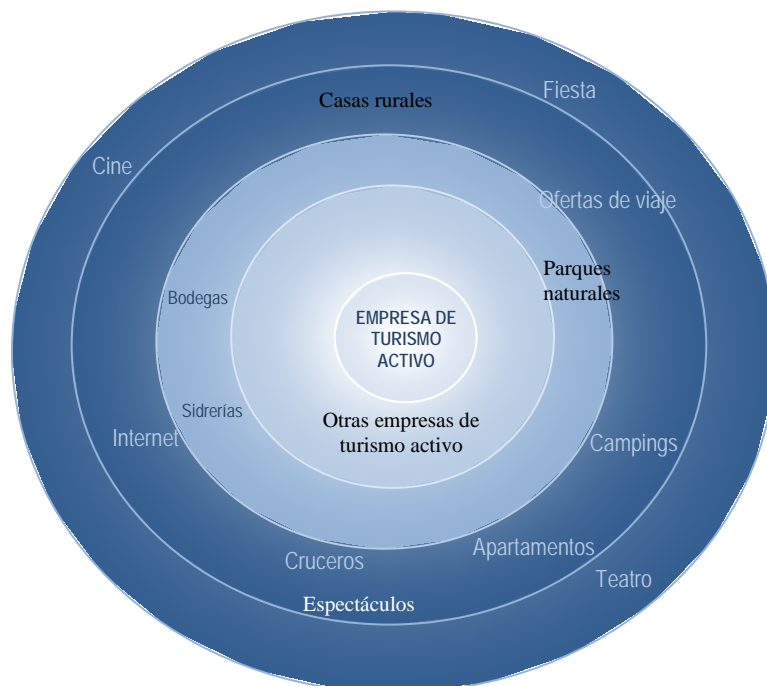 Fiesta
Casas rurales
Cine
Ofertas de viaje
Parques
naturales
Bodegas
EMPRESA DE
TURISMO
ACTIVO
Sidrerías
Otras empresas de
turismo activo
Internet
Campings
Apartamentos
Cruceros
Teatro
Espectáculos